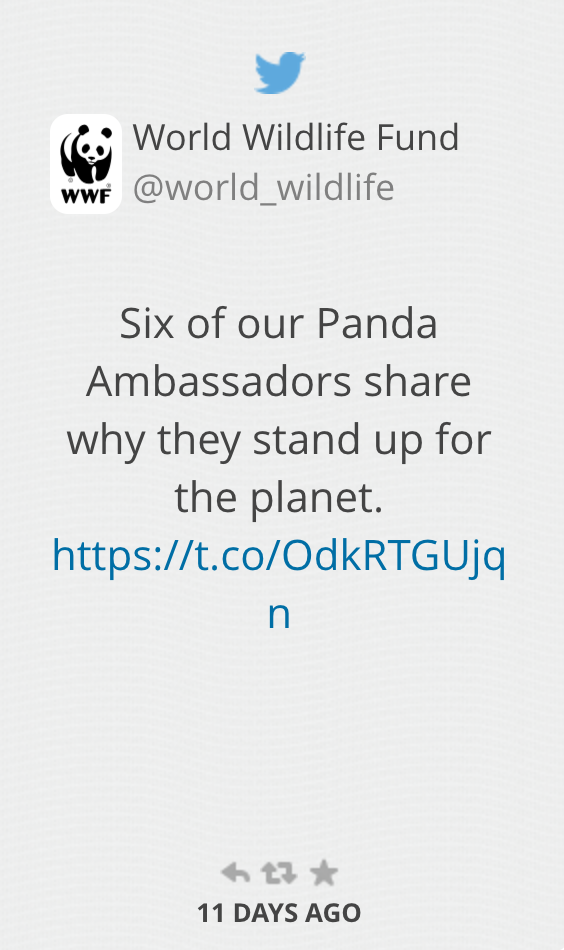 World Wildlife Fund
@world_wildlife
WWF
Six of our Panda
Ambassadors share
why they stand up for
the planet.
https://t.co/OdkRTGUjq
n
11 DAYS AGO